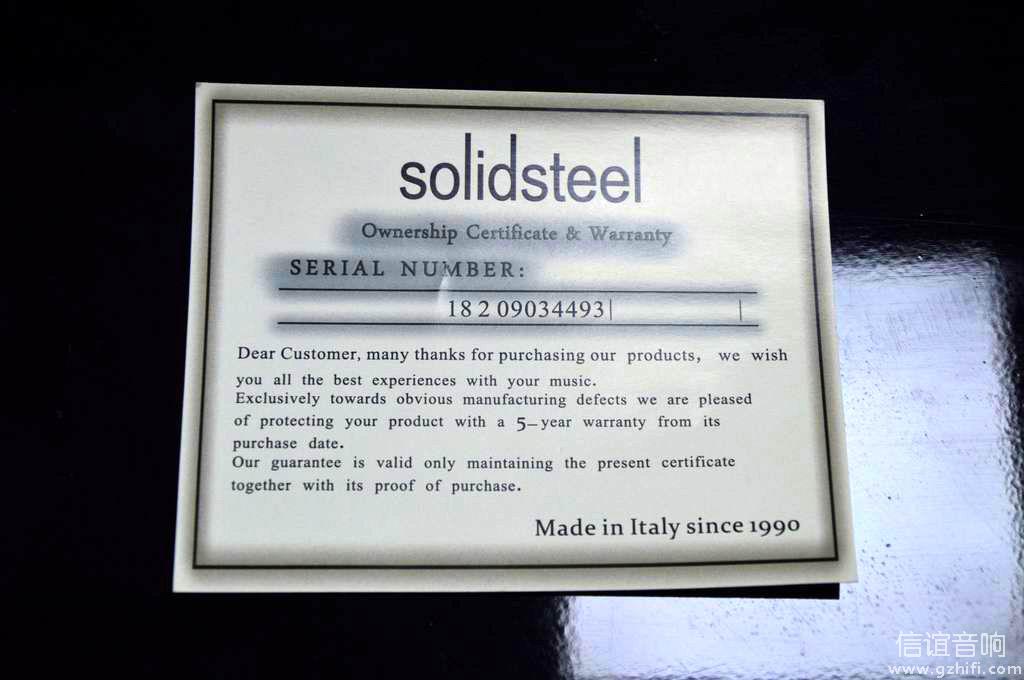 solidsteel
Ownership Certificate & Warranty
SERIAL NUMBER:
18 2 09034493| |
Dear Customer, many thanks for purchasing our products, we wish
you all the best experiences with your music.
Exclusively towards obvious manufacturing defects we are pleased
of protecting your product with a 5-year warranty from its
purchase date.
Our guarantee is valid only maintaining the present certificate
together with its proof of purchase.
Made in Italy since 1990
信谊音响
www.gzhifi.com